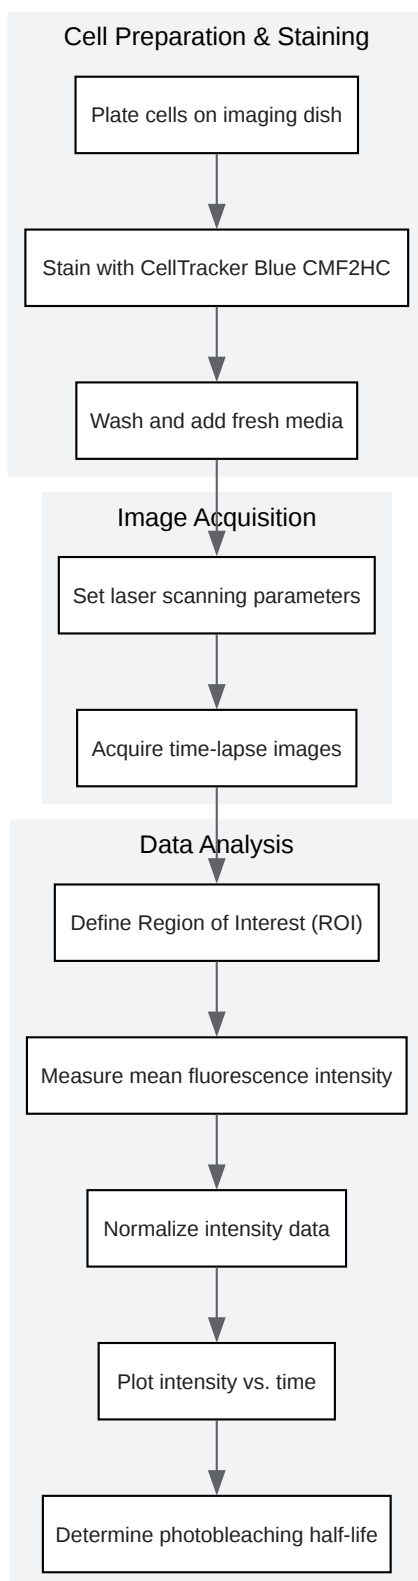 Cell Preparation & Staining
Plate cells on imaging dish
Stain with CellTracker Blue CMF2HC
Wash and add fresh media
Image Acquisition
Set laser scanning parameters
Acquire time-lapse images
Data Analysis
Define Region of Interest (ROI)
Measure mean fluorescence intensity
Normalize intensity data
Plot intensity vs. time
Determine photobleaching half-life